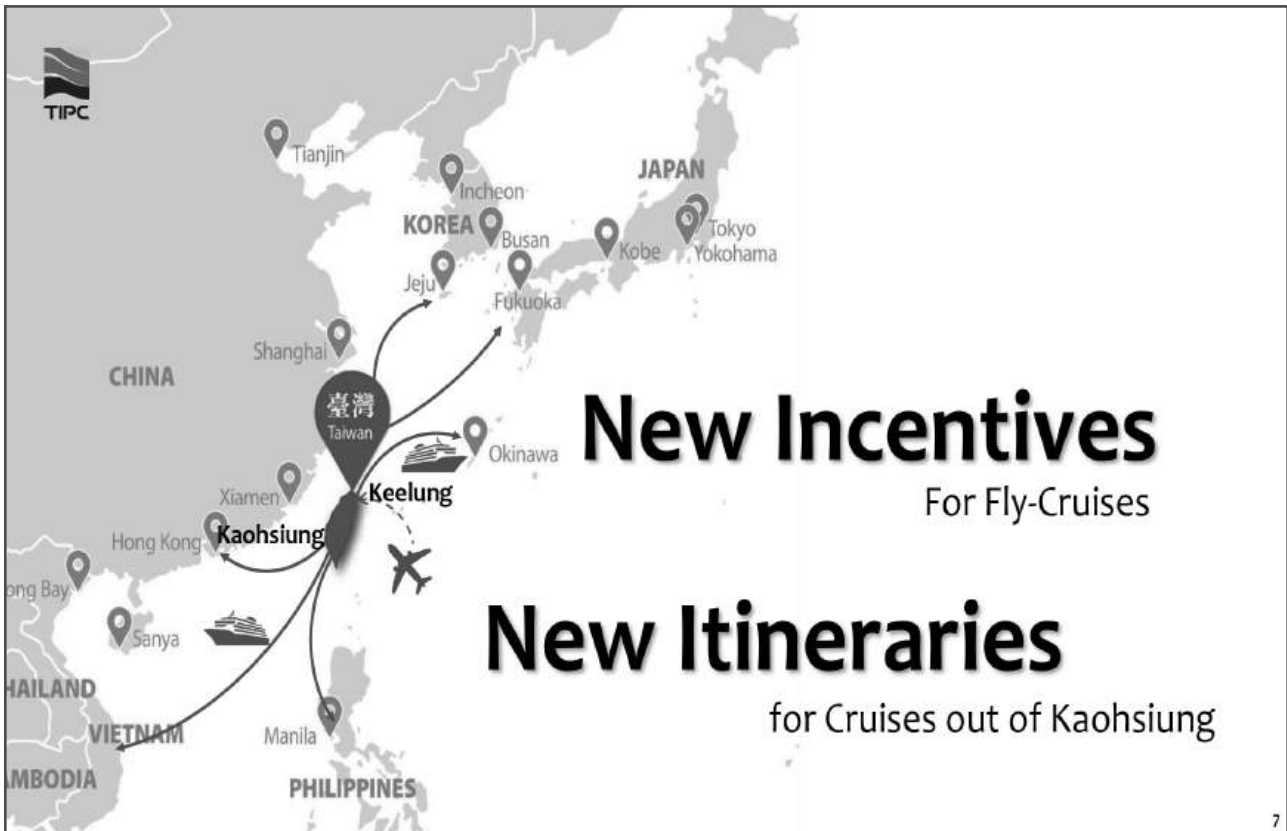 TIPC
Tianjin
Incheon
KOREA
Busan
JAPAN
Tokyo
Yokohama
Kobe
Jeju
Fukuoka
Shanghai
CHINA
臺灣
Taiwan
Okinawa
New Incentives
For Fly-Cruises
Xiamen
Keelung
Kaohsiung
Hong Kong
ong Bay
Sanya
New Itineraries
for Cruises out of Kaohsiung
HAILAND
VIETNAM
Manila
AMBODIA
PHILIPPINES
7